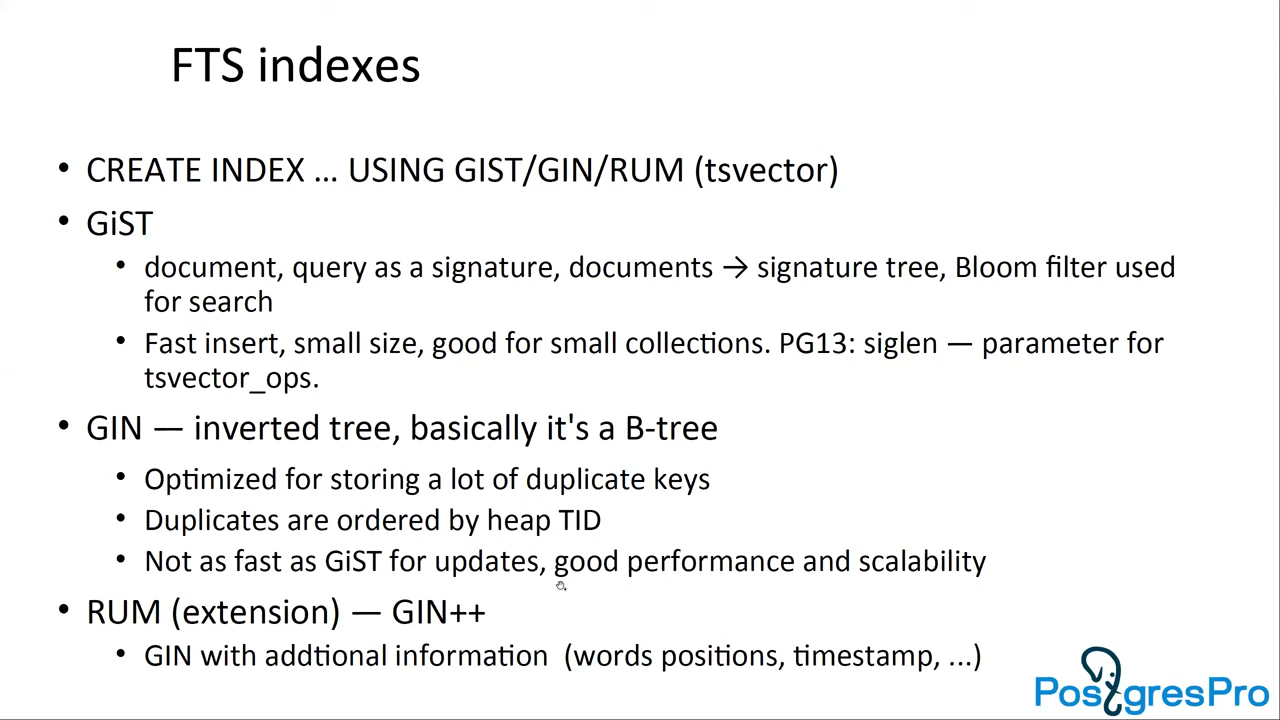 FTS indexes
• CREATE INDEX ... USING GIST/GIN/RUM (tsvector)
• GiST
• document, query as a signature, documents → signature tree, Bloom filter used
for search
• Fast insert, small size, good for small collections. PG13: siglen — parameter for
tsvector_ops.
• GIN — inverted tree, basically it's a B-tree
• Optimized for storing a lot of duplicate keys
• Duplicates are ordered by heap TID
• Not as fast as GiST for updates, good performance and scalability
• RUM (extension) — GIN++
• GIN with addtional information (words positions, timestamp, ...)
PostgresPro